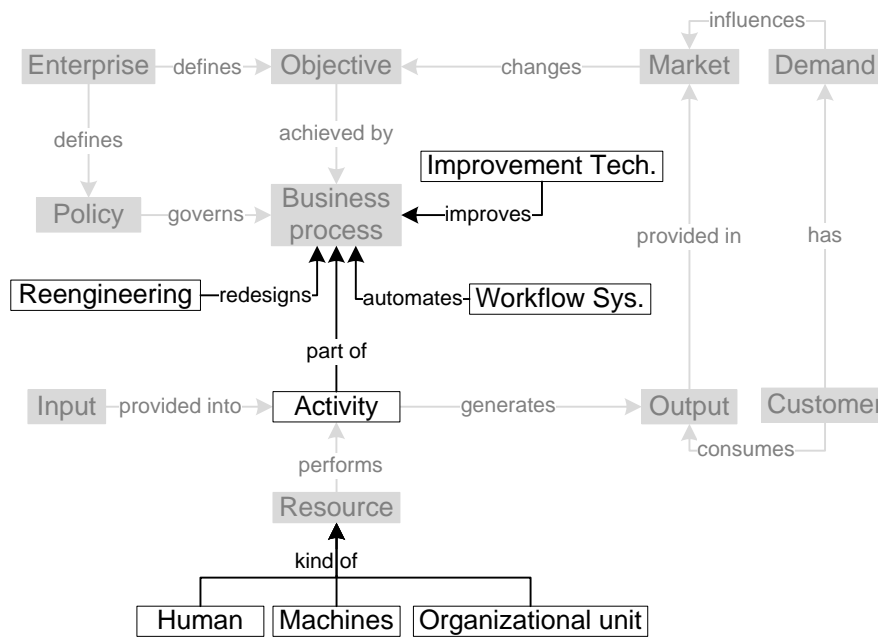 influences
Enterprise defines Objective changes Market Demand
achieved by
defines
Improvement Tech.
Business
process
Policy governs improves
provided in has
Reengineering redesigns automates Workflow Sys.
part of
Input provided into Activity generates Output Customer
performs consumes
Resource
kind of
Human Machines Organizational unit